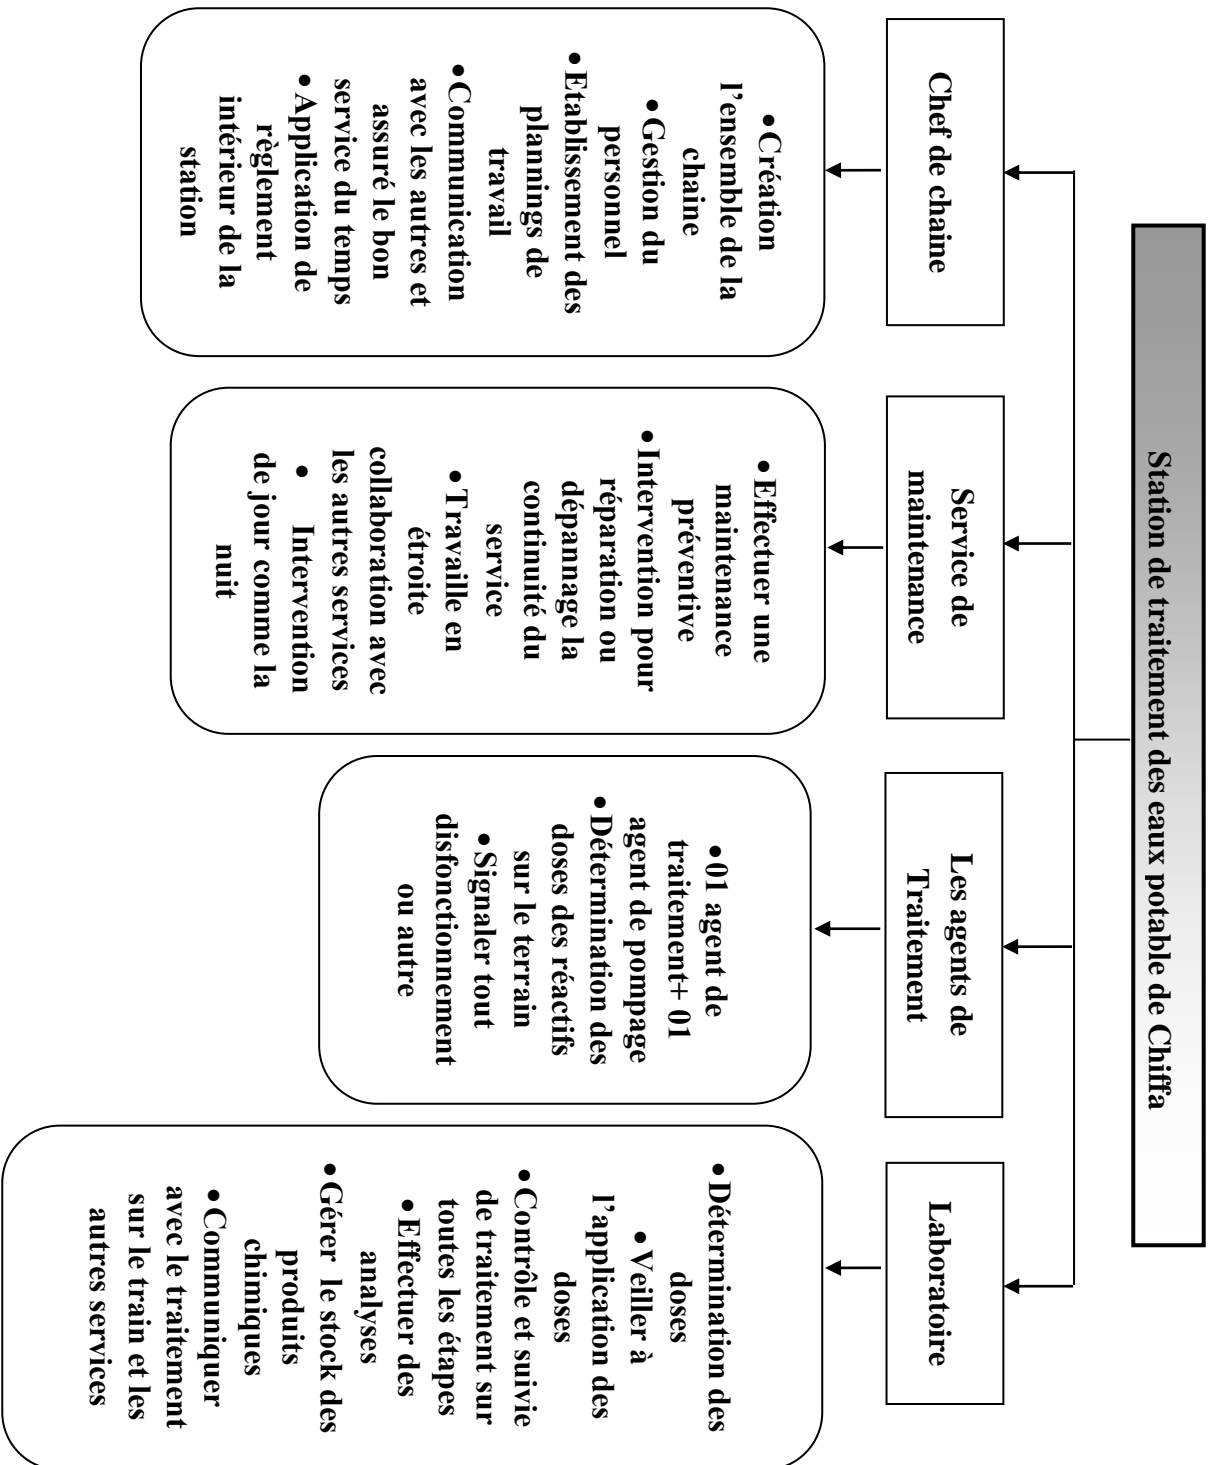 Station de traitement des eaux potable de Chiffa
Chef de chaine
•Création
l’ensemble de la
chaine
•Gestion du
personnel
•Etablissement des
plannings de
travail
•Communication
avec les autres et
assuré le bon
service du temps
•Application de
règlement
intérieur de la
station
Service de
maintenance
•Effectuer une
maintenance
préventive
•Intervention pour
réparation ou
dépannage la
continuité du
service
•Travaille en
étroite
collaboration avec
les autres services
• Intervention
de jour comme la
nuit
Les agents de
Traitement
•01 agent de
traitement+ 01
agent de pompage
•Détermination des
doses des réactifs
sur le terrain
•Signaler tout
disfonctionnement
ou autre
Laboratoire
•Détermination des
doses
•Veiller à
l’application des
doses
•Contrôle et suivie
de traitement sur
toutes les étapes
•Effectuer des
analyses
•Gérer le stock des
produits
chimiques
•Communiquer
avec le traitement
sur le train et les
autres services